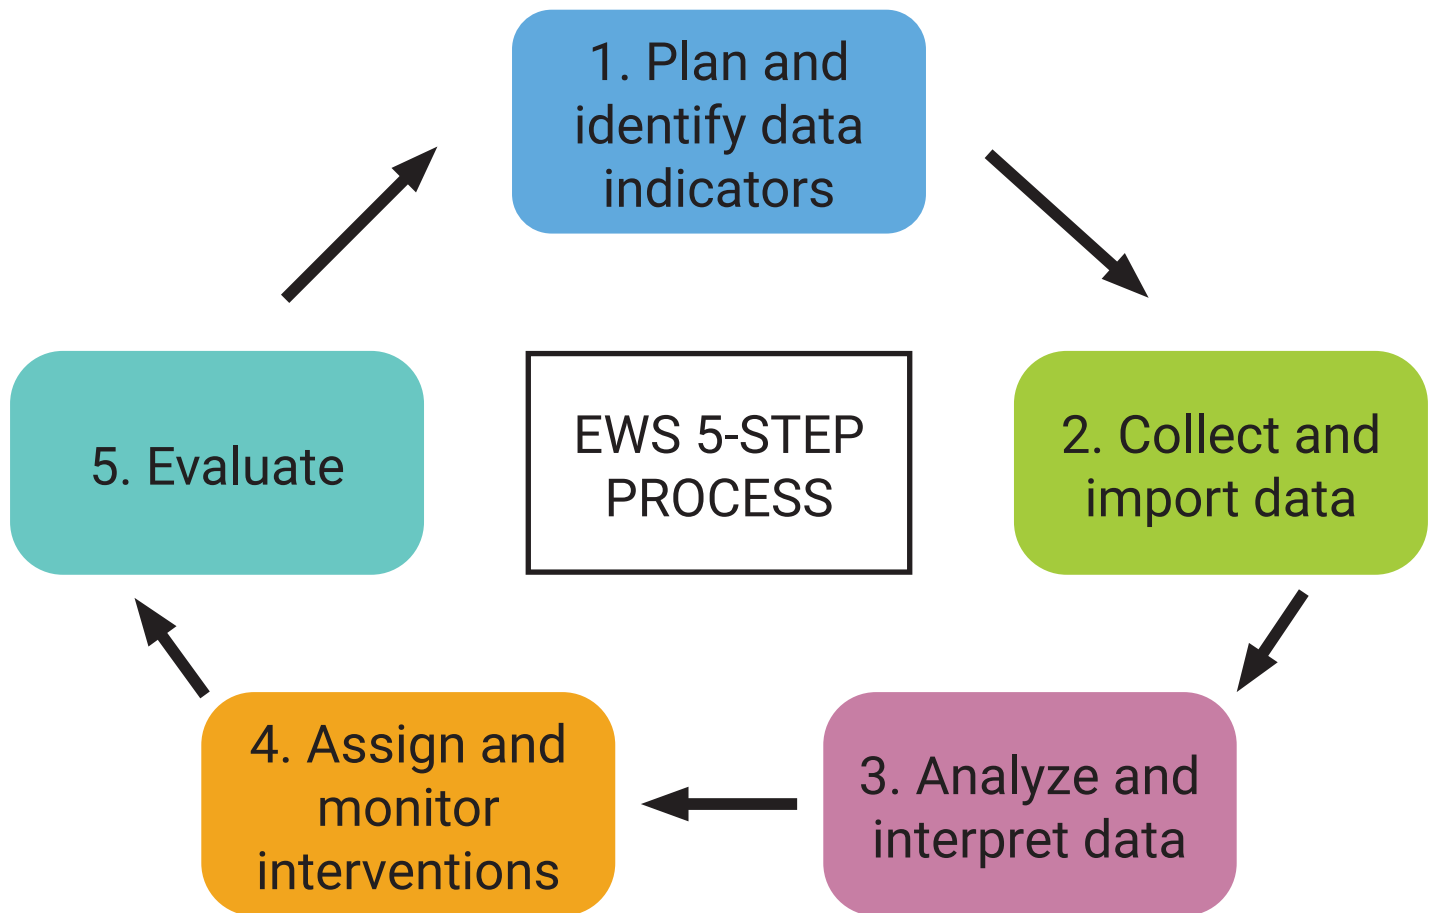 1. Plan and
identify data
indicators
5. Evaluate
EWS 5-STEP
PROCESS
2. Collect and
import data
4. Assign and
monitor
interventions
3. Analyze and
interpret data